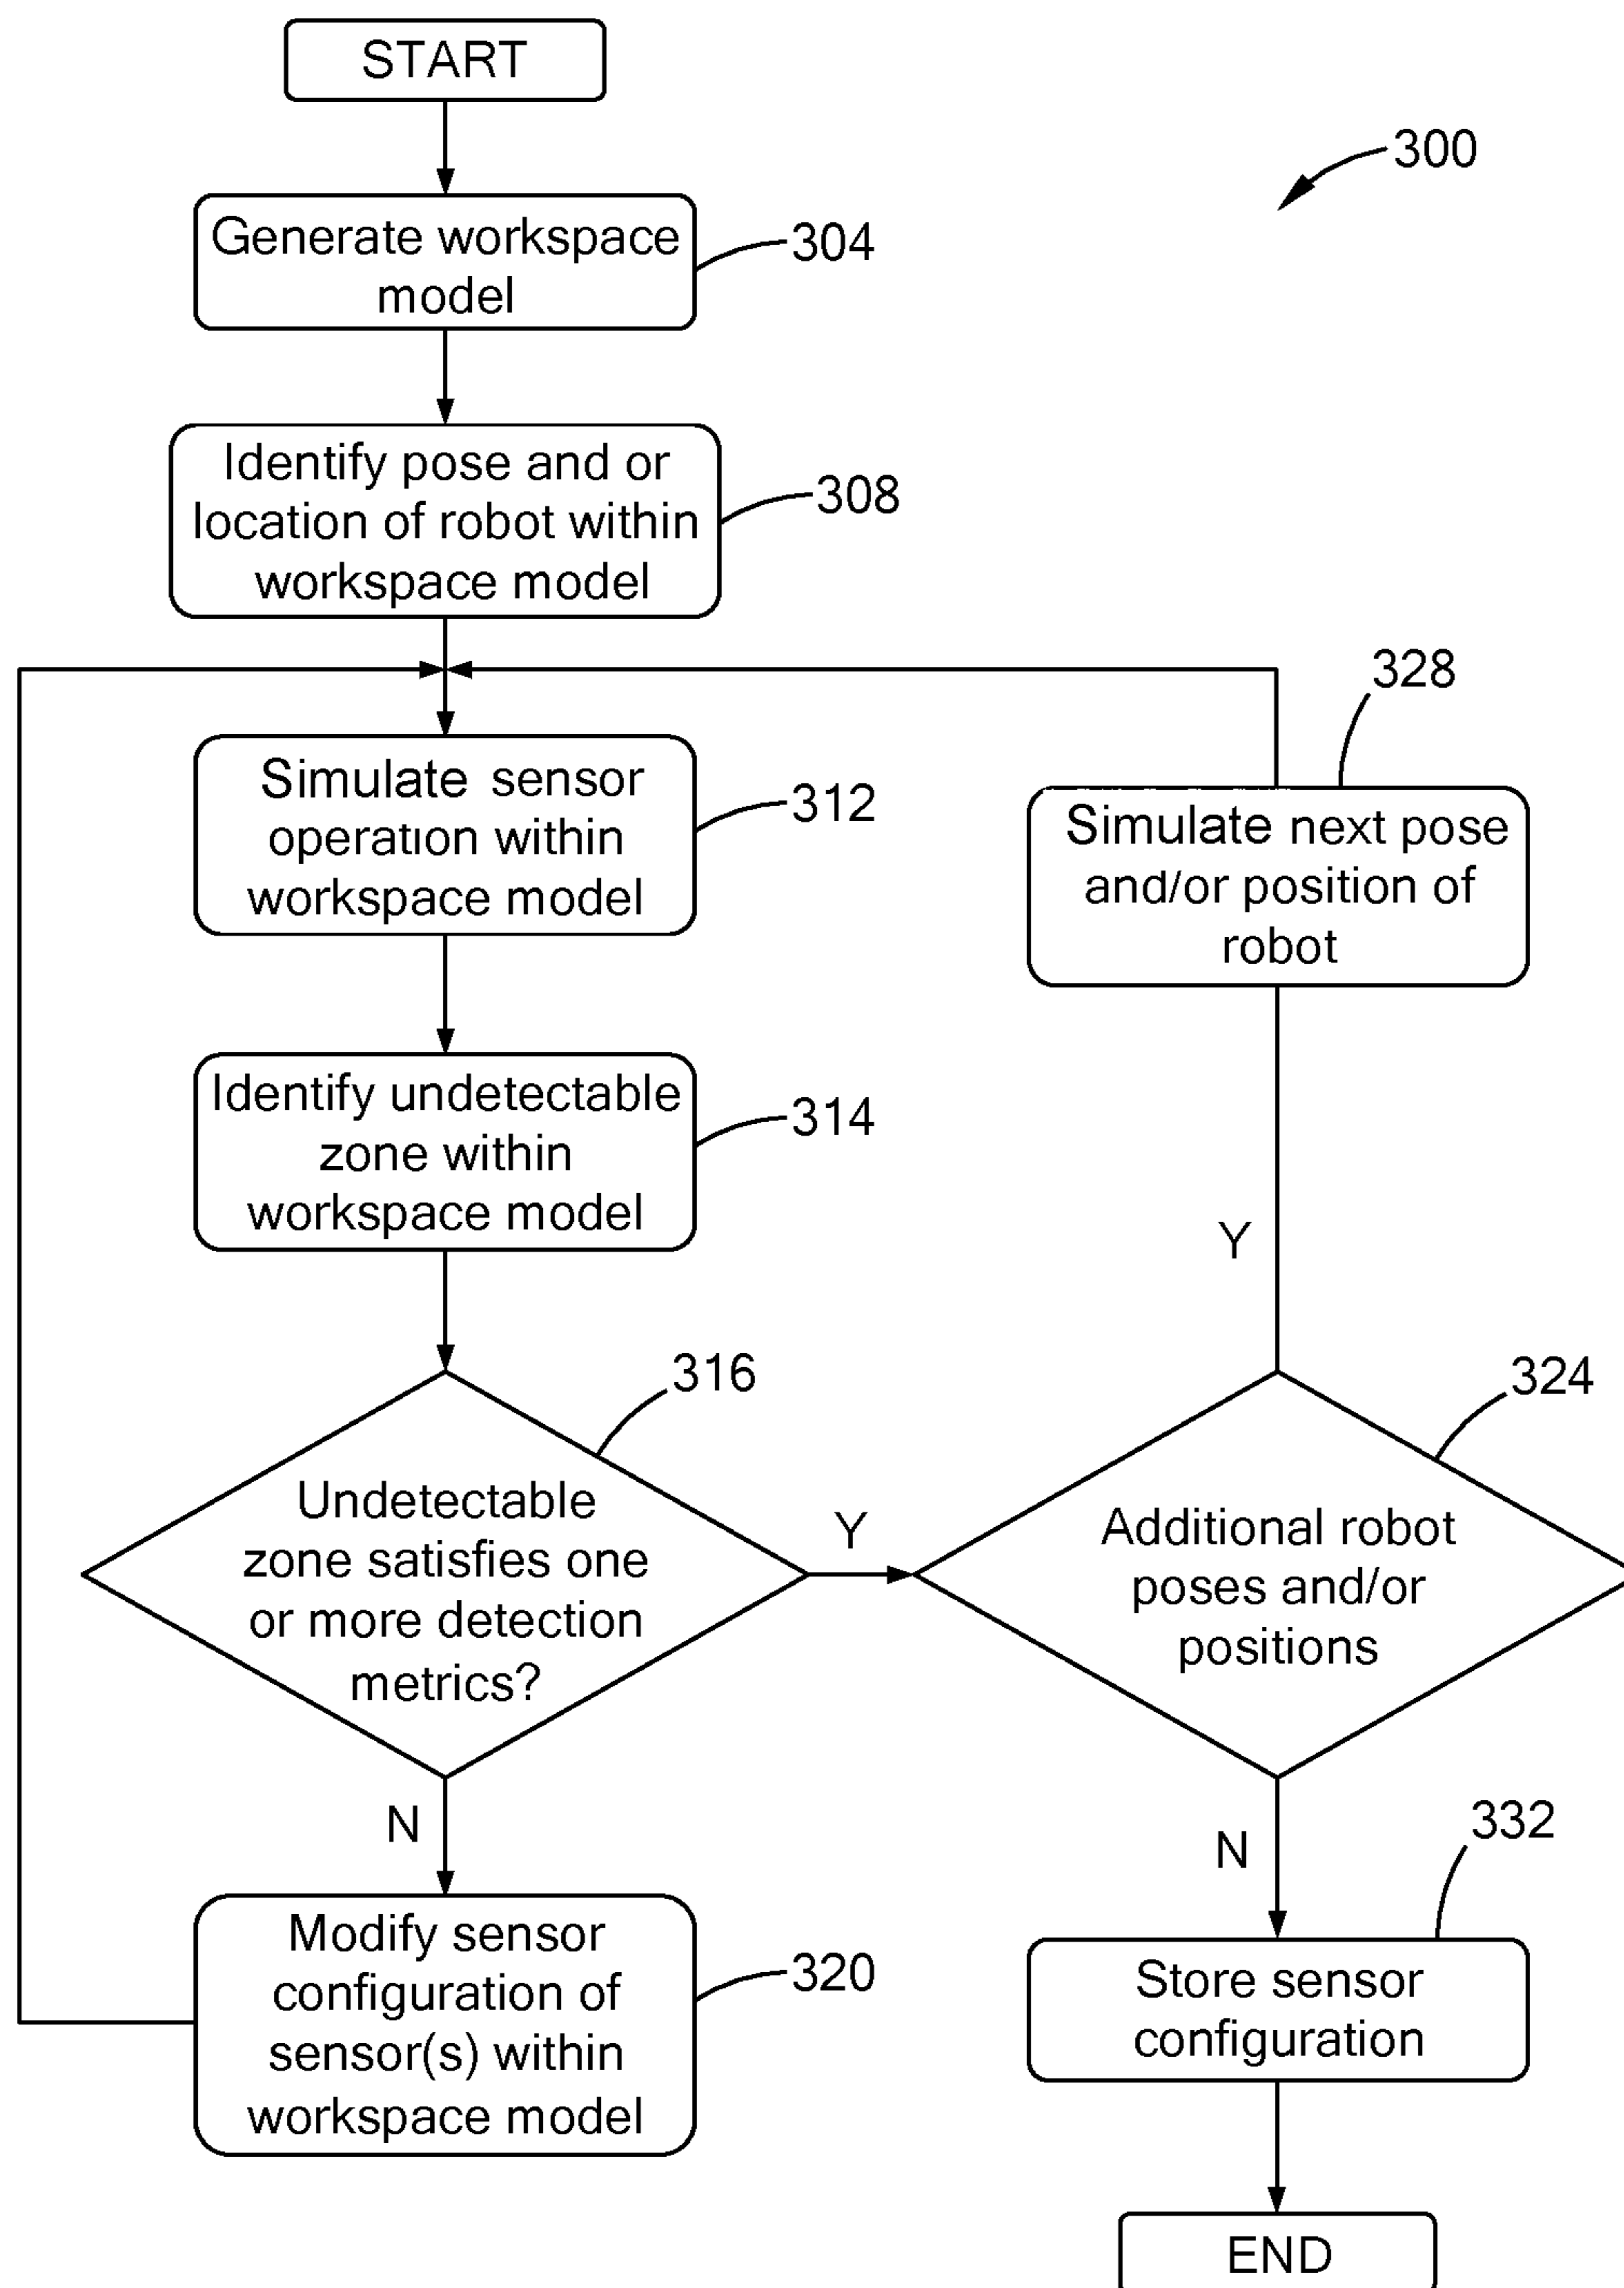 START
300
Generate workspace
model
304
Identify pose and or
location of robot within
workspace model
308
328
Simulate sensor
operation within
workspace model
312
Simulate next pose
and/or position of
robot
Identify undetectable
zone within
workspace model
314
Y
316
324
Undetectable
zone satisfies one
or more detection
metrics?
Y
Additional robot
poses and/or
positions
N
N
332
Modify sensor
configuration of
sensor(s) within
workspace model
320
Store sensor
configuration
END